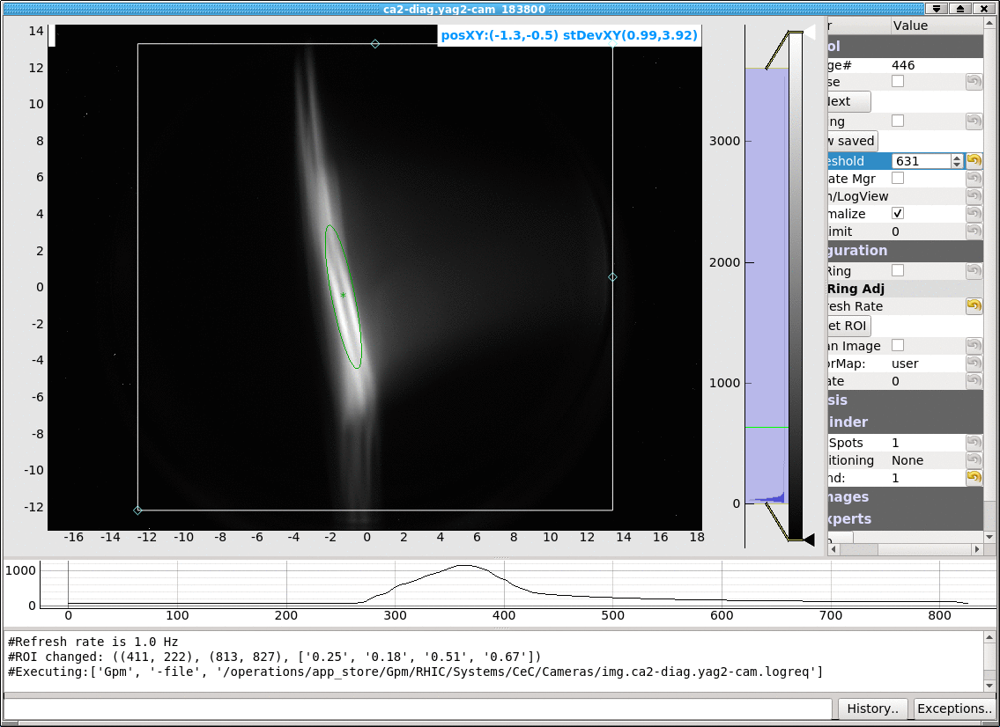 ca2-diag.yag2-cam 183800
posXY:(-1.3,-0.5) stDevXY(0.99,3.92)
14
12
10
8
6
4
2
0
-2
-4
-6
-8
-10
-12
-16 -14 -12 -10 -8 -6 -4 -2 0 2 4 6 8 10 12 14 16 18
3000
2000
1000
0
r Value
ol
ge# 446
se
Next
ng
w saved
eshold 631
ate Mgr
n/LogView
malize
imit 0
guration
Ring
Ring Adj
resh Rate
et ROI
an Image
orMap: user
ate 0
sis
inder
Spots 1
itioning None
nd: 1
mages
xperts
1000
0
0 100 200 300 400 500 600 700 800
#Refresh rate is 1.0 Hz
#ROI changed: ((411, 222), (813, 827), ['0.25', '0.18', '0.51', '0.67'])
#Executing:['Gpm', '-file', '/operations/app_store/Gpm/RHIC/Systems/CeC/Cameras/img.ca2-diag.yag2-cam.logreq']
History.. Exceptions..